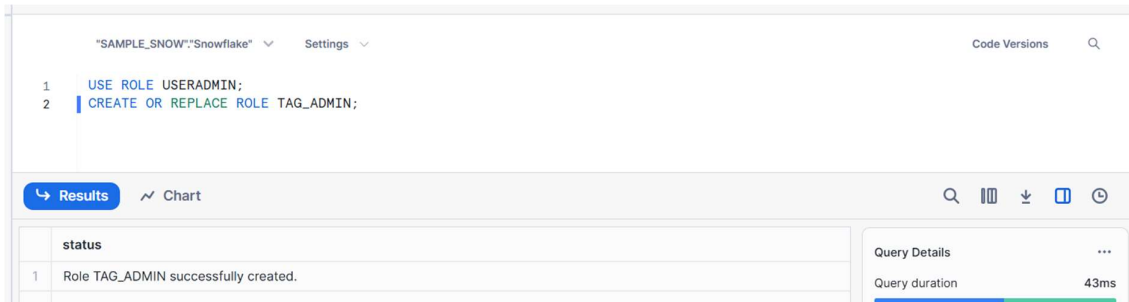 "SAMPLE_SNOW"."Snowflake" Settings Code Versions
1 USE ROLE USERADMIN;
2 CREATE OR REPLACE ROLE TAG_ADMIN;
Results Chart
status
1 Role TAG_ADMIN successfully created.
Query Details ...
Query duration 43ms